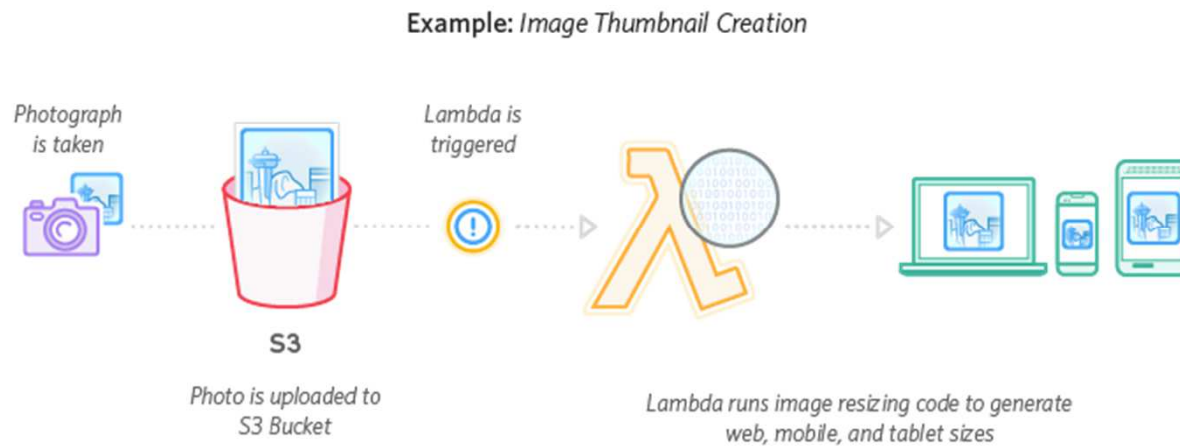 Example: Image Thumbnail Creation
Photograph
is taken
Lambda is
triggered
S3
Photo is uploaded to
S3 Bucket
Lambda runs image resizing code to generate
web, mobile, and tablet sizes